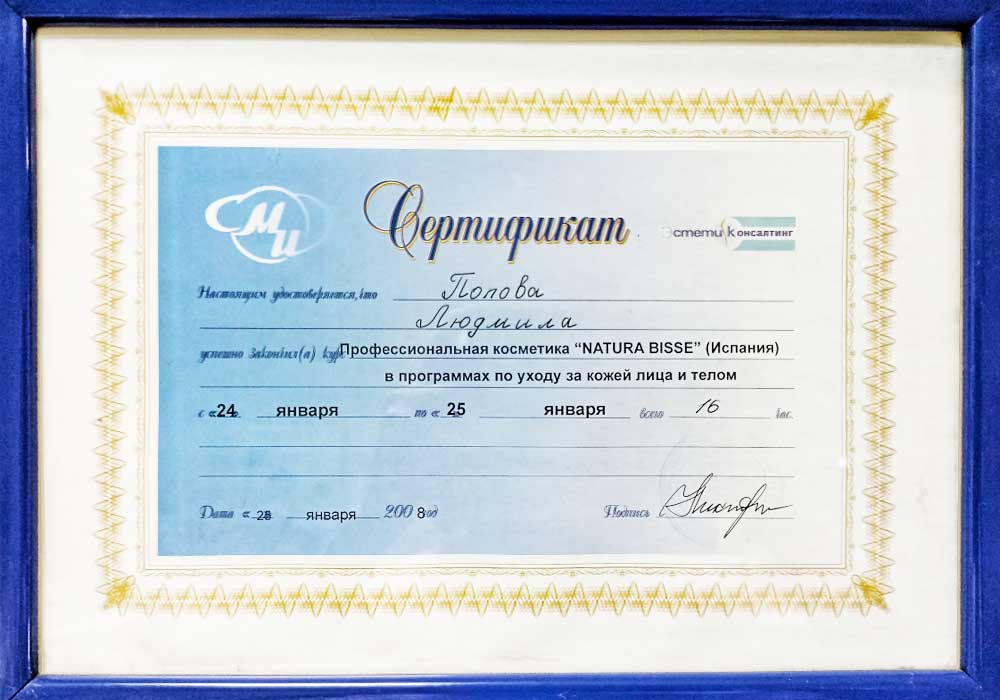 СМИ
Сертификат
Эстетик Консалтинг
Настоящим удостоверяется, что Попова
Людмила
успешно закончил(а) курс Профессиональная косметика “NATURA BISSE” (Испания)
в программах по уходу за кожей лица и телом
с «24». января по « 25 января всего 16 час.
Дата « 28 января 2008 год Подпись